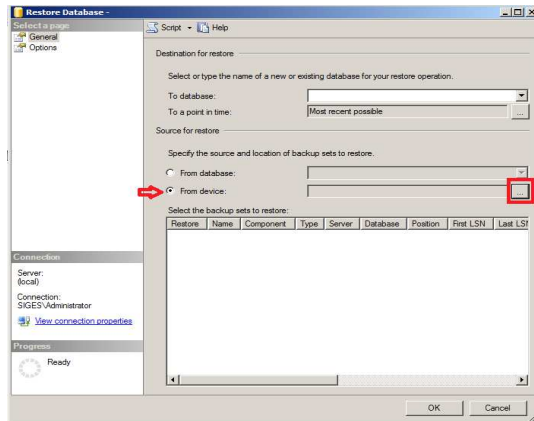 Restore Database -
Select a page
General
Options
Script
Help
Destination for restore
Select or type the name of a new or existing database for your restore operation.
To database:
To a point in time:
Most recent possible
...
Source for restore
Specify the source and location of backup sets to restore.
From database:
From device:
...
Select the backup sets to restore:
Restore Name Component Type Server Database Position First LSN Last LSN
Connection
Server:
(local)
Connection:
SIGES\Administrator
View connection properties
Progress
Ready
OK Cancel